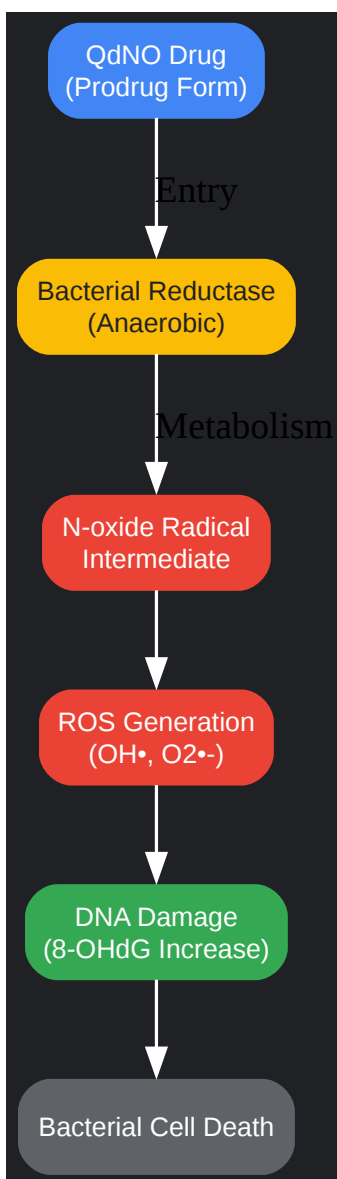 QdNO Drug
(Prodrug Form)
Entry
Bacterial Reductase
(Anaerobic)
Metabolism
N-oxide Radical
Intermediate
ROS Generation
(OH•, O2•-)
DNA Damage
(8-OHdG Increase)
Bacterial Cell Death